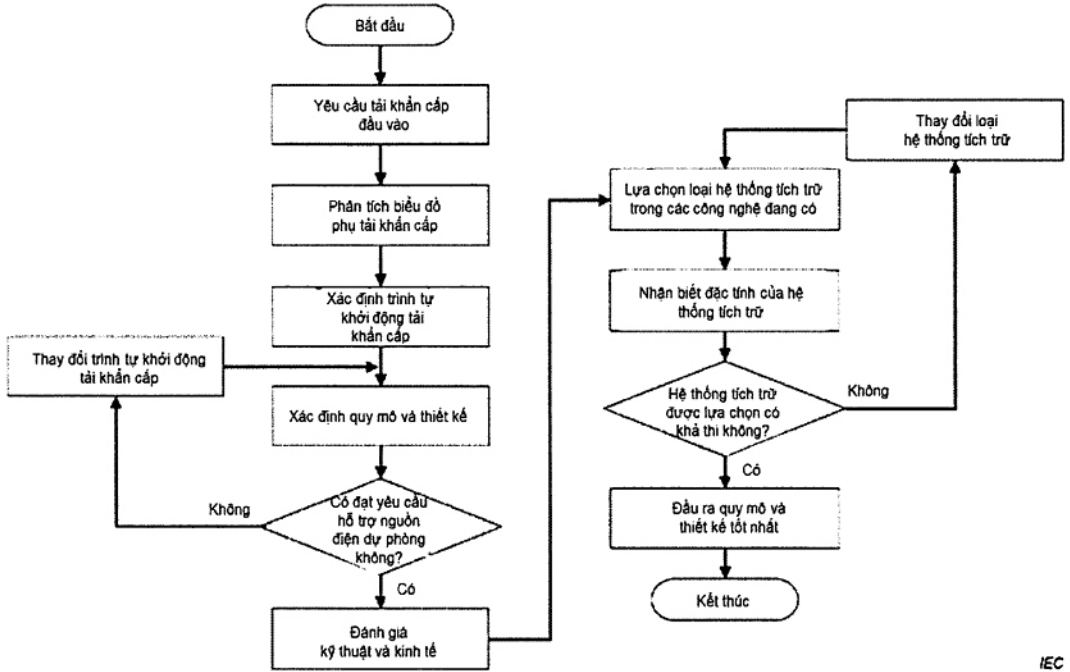 Bắt đầu
Yêu cầu tải khẩn cấp
đầu vào
Phân tích biểu đồ
phụ tải khẩn cấp
Xác định trình tự
khởi động tải
khẩn cấp
Thay đổi trình tự khởi động
tải khẩn cấp
Xác định quy mô và thiết kế
Không
Có đạt yêu cầu
hỗ trợ nguồn
điện dự phòng
không?
Có
Đánh giá
kỹ thuật và kinh tế
Thay đổi loại
hệ thống tích trữ
Lựa chọn loại hệ thống tích trữ
trong các công nghệ đang có
Nhận biết đặc tính của hệ
thống tích trữ
Hệ thống tích trữ
được lựa chọn có
khả thi không?
Không
Có
Đầu ra quy mô và
thiết kế tốt nhất
Kết thúc
IEC